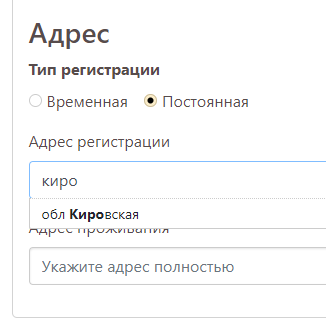 Адрес
Тип регистрации
Временная Постоянная
Адрес регистрации
киро
обл Кировская
Адрес проживания
Укажите адрес полностью